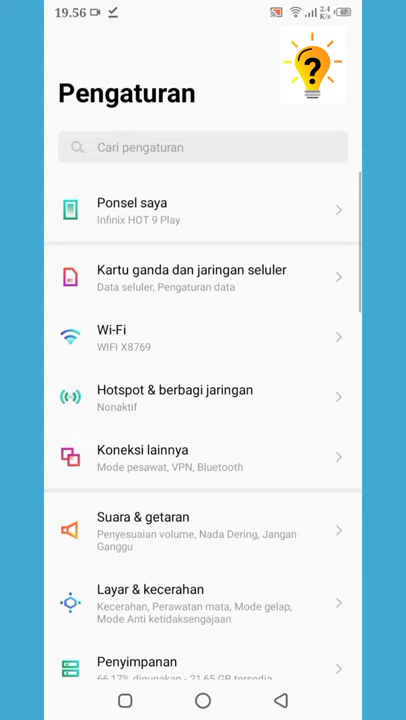 19.56
2.4
K/s
Pengaturan
?
Cari pengaturan
Ponsel saya
Infinix HOT 9 Play
Kartu ganda dan jaringan seluler
Data seluler, Pengaturan data
Wi-Fi
WIFI X8769
Hotspot & berbagi jaringan
Nonaktif
Koneksi lainnya
Mode pesawat, VPN, Bluetooth
Suara & getaran
Penyesuaian volume, Nada Dering, Jangan
Ganggu
Layar & kecerahan
Kecerahan, Perawatan mata, Mode gelap,
Mode Anti ketidaksengajaan
Penyimpanan
66,17% digunakan - 21,65 GB tersedia